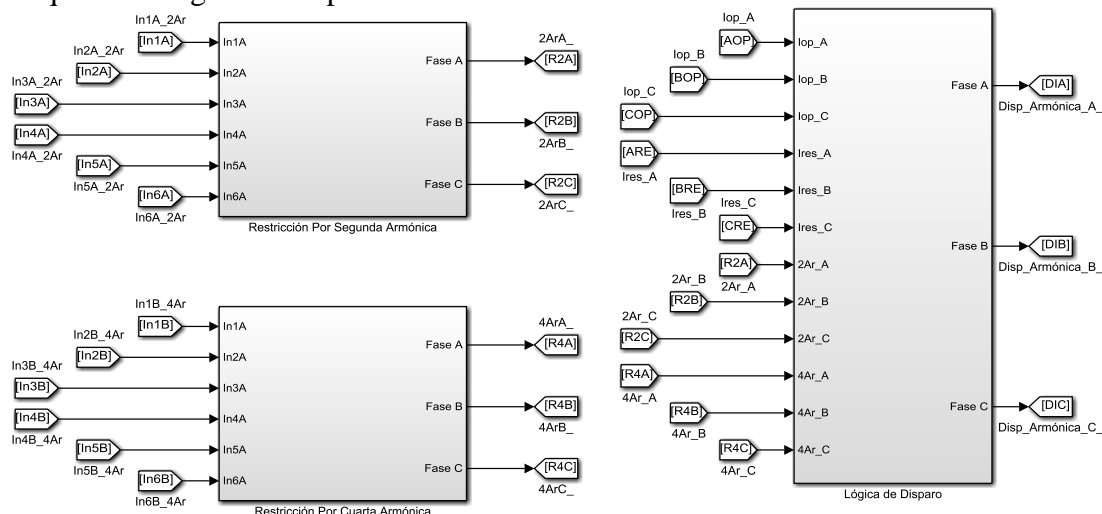 In1A_2Ar
[In1A]
In1A
In2A_2Ar
[In2A]
In2A
In3A_2Ar
[In3A]
In3A
[In4A]
In4A
In4A_2Ar
[In5A]
In5A
In5A_2Ar
[In6A]
In6A
In6A_2Ar
Fase A
2ArA_
[R2A]
Fase B
[R2B]
2ArB_
Fase C
[R2C]
2ArC_
Restricción Por Segunda Armónica
In1B_4Ar
[In1B]
In1A
In2B_4Ar
[In2B]
In2A
In3B_4Ar
[In3B]
In3A
[In4B]
In4A
In4B_4Ar
[In5B]
In5A
In5B_4Ar
[In6B]
In6A
In6B_4Ar
Fase A
4ArA_
[R4A]
Fase B
[R4B]
4ArB_
Fase C
[R4C]
4ArC_
Restricción Por Cuarta Armónica
Iop_A
[AOP]
Iop_A
Iop_B
[BOP]
Iop_B
Iop_C
[COP]
Iop_C
[ARE]
Ires_A
Ires_A
[BRE]
Ires_B
Ires_B
Ires_C
[CRE]
Ires_C
[R2A]
2Ar_A
2Ar_A
2Ar_B
[R2B]
2Ar_B
2Ar_C
[R2C]
2Ar_C
[R4A]
4Ar_A
4Ar_A
[R4B]
4Ar_B
4Ar_B
[R4C]
4Ar_C
4Ar_C
Fase A
[DIA]
Disp_Armónica_A_
Fase B
[DIB]
Disp_Armónica_B_
Fase C
[DIC]
Disp_Armónica_C_
Lógica de Disparo